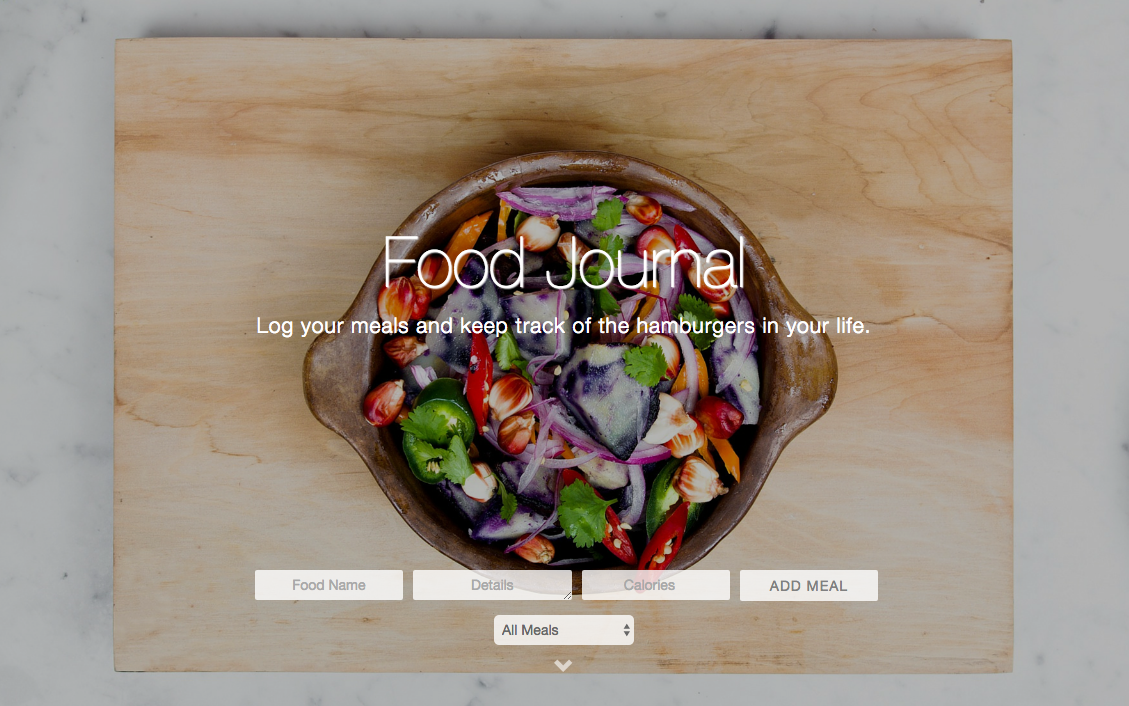 Food Journal
Log your meals and keep track of the hamburgers in your life.
Food Name Details Calories ADD MEAL
All Meals